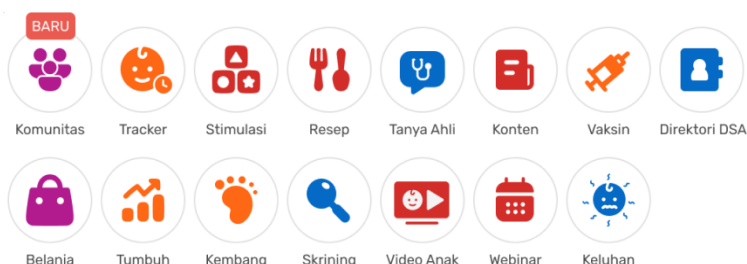 BARU
Komunitas
Tracker
Stimulasi
Resep
Tanya Ahli
Konten
Vaksin
Direktori DSA
Belanja
Tumbuh
Kembang
Skrining
Video Anak
Webinar
Keluhan